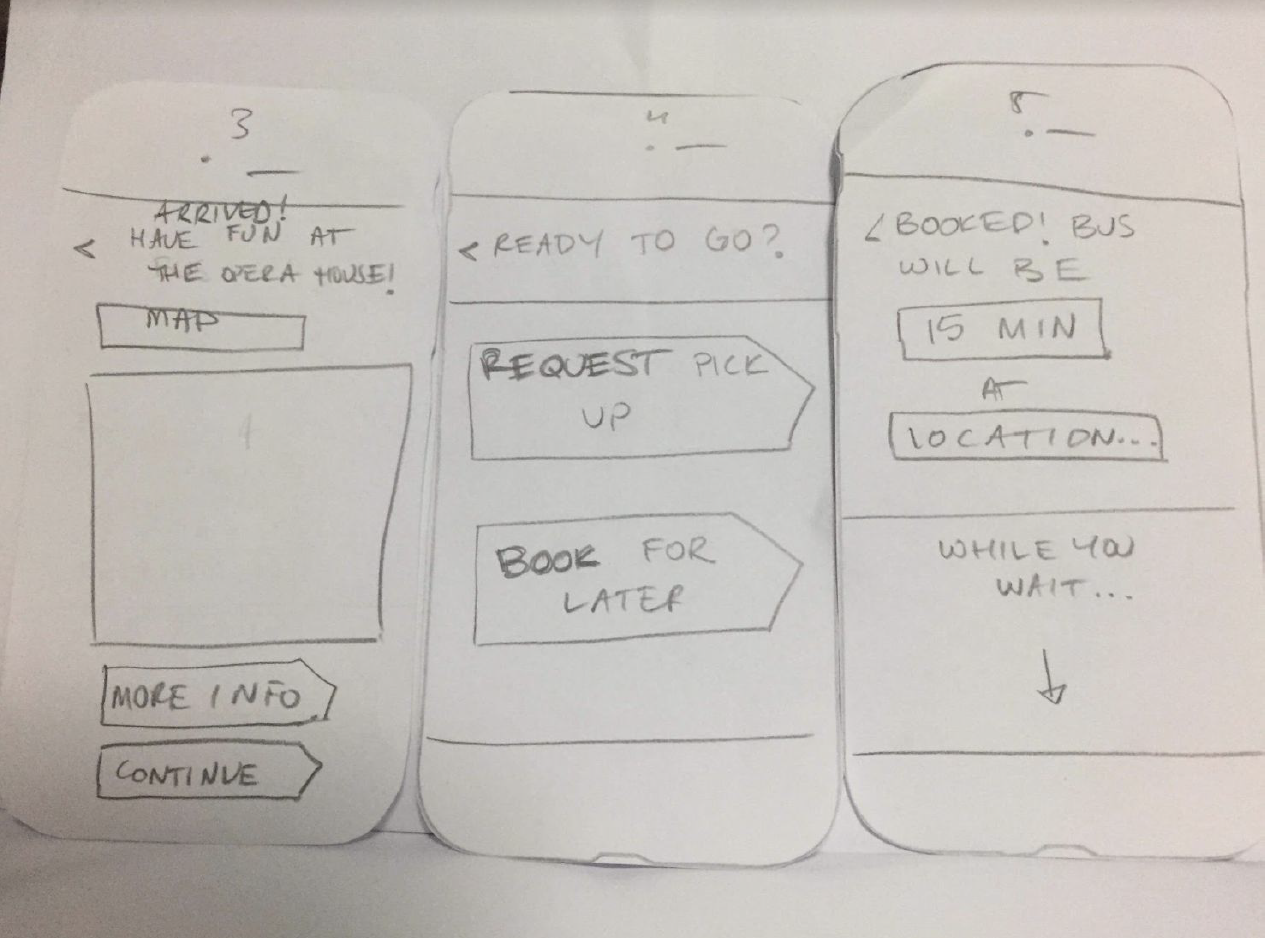 3
ARRIVED!
< HAVE FUN AT
THE OPERA HOUSE!
MAP
MORE INFO
CONTINUE
4
< READY TO GO?
REQUEST PICK
UP
BOOK FOR
LATER
< BOOKED! BUS
WILL BE
15 MIN
AT
LOCATION...
WHILE YOU
WAIT...